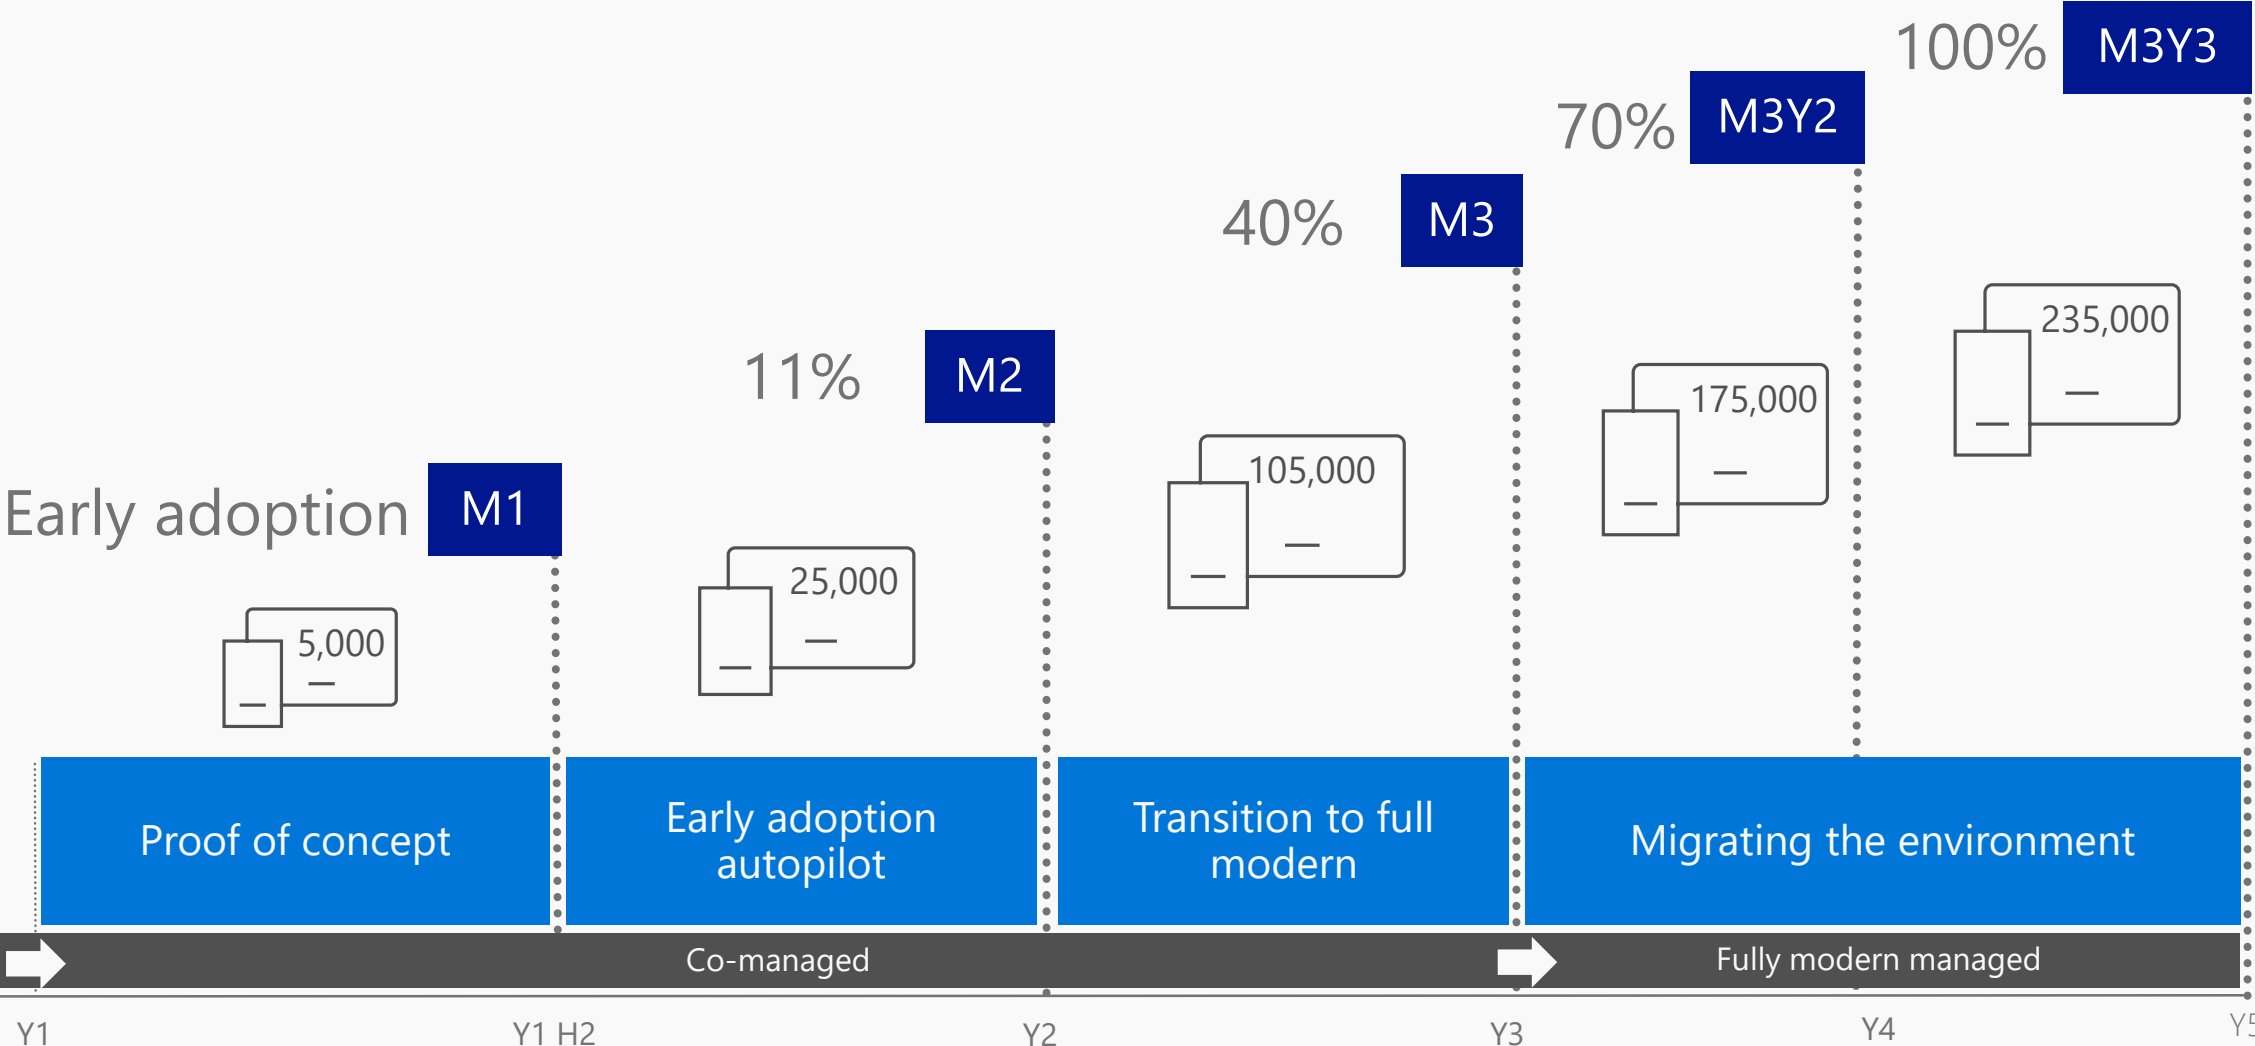 100%
M3Y3
70%
M3Y2
40%
M3
11%
M2
Early adoption
M1
5,000
25,000
105,000
175,000
235,000
Proof of concept
Early adoption
autopilot
Transition to full
modern
Migrating the environment
Co-managed
Fully modern managed
Y1
Y1 H2
Y2
Y3
Y4
Y5